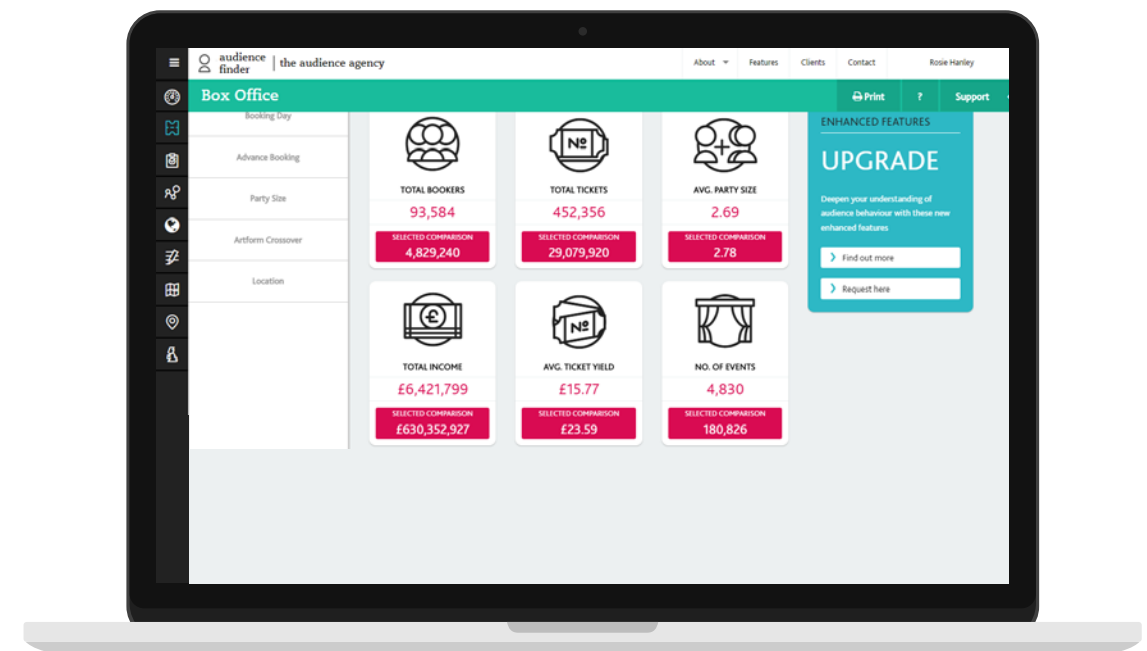 audience
finder
the audience agency
About
Features
Clients
Contact
Rosie Hanley
Box Office
Print
?
Support
Booking Day
Advance Booking
Party Size
Artform Crossover
Location
TOTAL BOOKERS
93,584
SELECTED COMPARISON
4,829,240
Nº
TOTAL TICKETS
452,356
SELECTED COMPARISON
29,079,920
AVG. PARTY SIZE
2.69
SELECTED COMPARISON
2.78
£
TOTAL INCOME
£6,421,799
SELECTED COMPARISON
£630,352,927
Nº
AVG. TICKET YIELD
£15.77
SELECTED COMPARISON
£23.59
NO. OF EVENTS
4,830
SELECTED COMPARISON
180,826
ENHANCED FEATURES
UPGRADE
Deepen your understanding of
audience behaviour with these new
enhanced features
Find out more
Request here